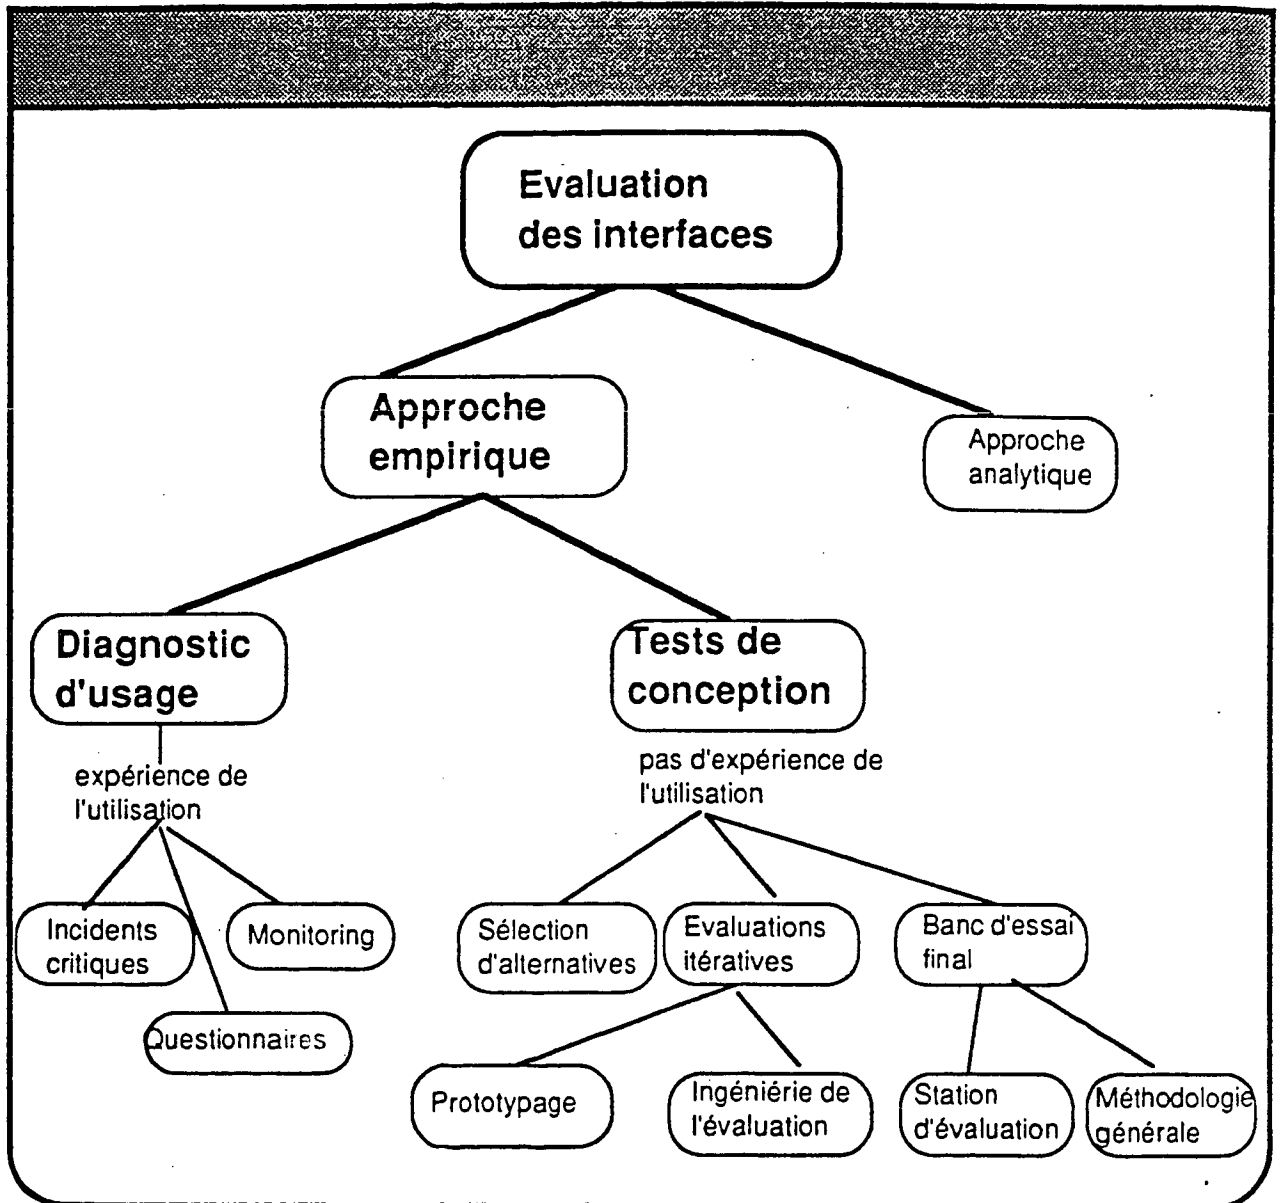 Evaluation
des interfaces
Approche
empirique
Approche
analytique
Diagnostic
d'usage
Tests de
conception
expérience de
l'utilisation
pas d'expérience de
l'utilisation
Incidents
critiques
Monitoring
Questionnaires
Sélection
d'alternatives
Evaluations
itératives
Banc d'essai
final
Prototypage
Ingéniérie de
l'évaluation
Station
d'évaluation
Méthodologie
générale